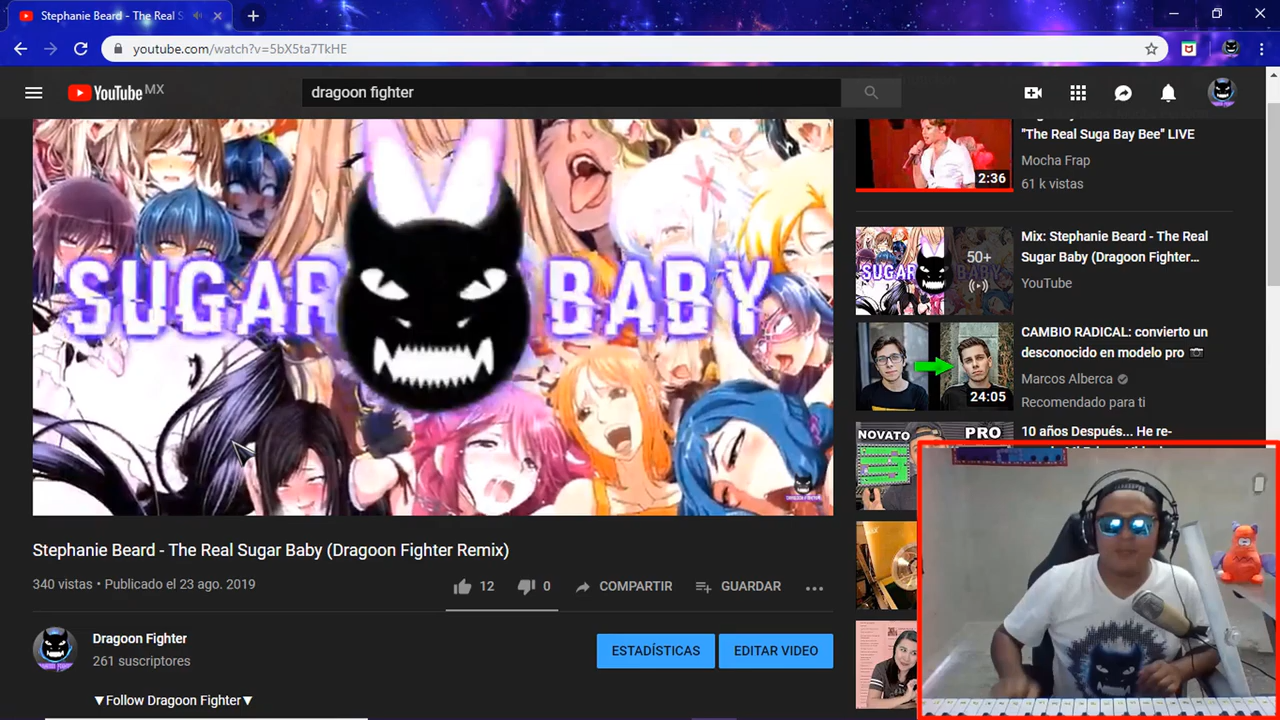 Stephanie Beard - The Real S
youtube.com/watch?v=5bX5ta7TkHE
YouTube MX
dragoon fighter
SUGAR BABY
DRAGOON FIGHTER
Stephanie Beard - The Real Sugar Baby (Dragoon Fighter Remix)
340 vistas • Publicado el 23 ago. 2019
12
0
COMPARTIR
GUARDAR
Dragoon Fighter
261 suscriptores
ESTADÍSTICAS
EDITAR VIDEO
▼Follow Dragoon Fighter▼
"The Real Suga Bay Bee" LIVE
Mocha Frap
61 k vistas
2:36
SUGAR BABY
50+
Mix: Stephanie Beard - The Real
Sugar Baby (Dragoon Fighter...
YouTube
24:05
CAMBIO RADICAL: convierto un
desconocido en modelo pro
Marcos Alberca
Recomendado para ti
NOVATO PRO
10 años Después... He re-